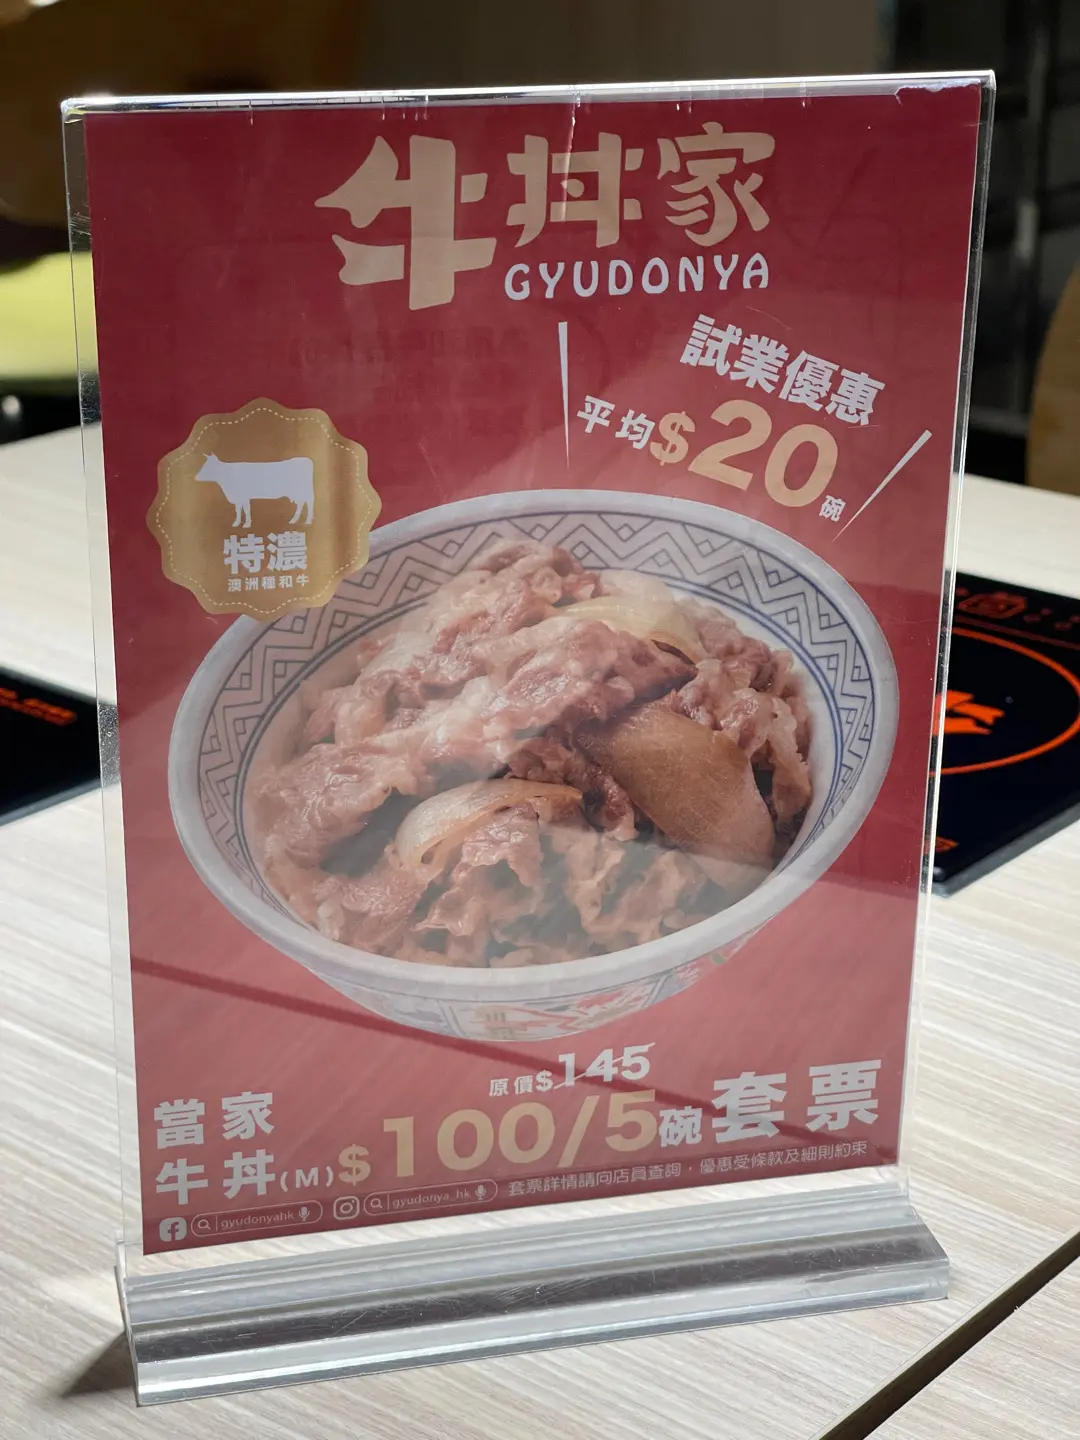 牛丼家
GYUDONYA
試業優惠
平均$20碗
特濃
澳洲種和牛
原價$145
當家
牛丼(M)
$100/5碗套票
套票詳情請向店員查詢，優惠受條款及細則約束
gyudonyahk
gyudonya_hk